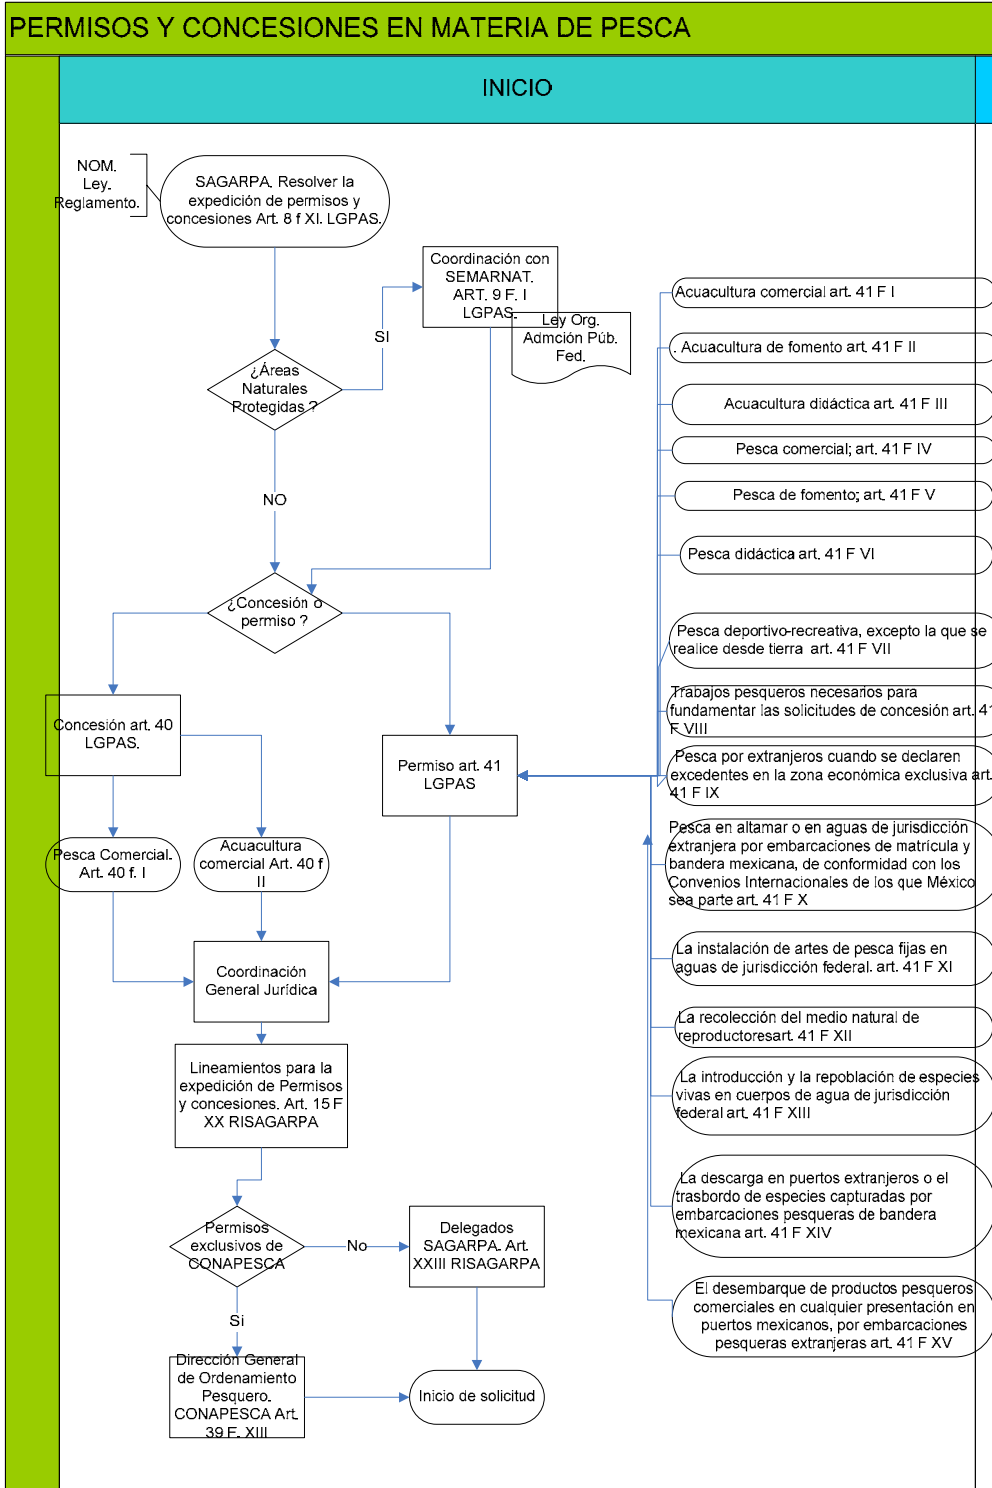 PERMISOS Y CONCESIONES EN MATERIA DE PESCA
INICIO
NOM.
Ley.
Reglamento.
SAGARPA. Resolver la
expedición de permisos y
concesiones Art. 8 f XI. LGPAS.
Coordinación con
SEMARNAT.
ART. 9 F. I
LGPAS.
Ley Org.
Admción Púb.
Fed.
SI
¿Áreas
Naturales
Protegidas ?
NO
¿Concesión o
permiso ?
Concesión art. 40
LGPAS.
Permiso art. 41
LGPAS
Pesca Comercial.
Art. 40 f. I
Acuacultura
comercial Art. 40 f
II
Coordinación
General Jurídica
Lineamientos para la
expedición de Permisos
y concesiones. Art. 15 F
XX RISAGARPA
Permisos
exclusivos de
CONAPESCA
No
Delegados
SAGARPA. Art.
XXIII RISAGARPA
Si
Dirección General
de Ordenamiento
Pesquero.
CONAPESCA Art.
39 F. XIII
Inicio de solicitud
Acuacultura comercial art. 41 F I
. Acuacultura de fomento art. 41 F II
Acuacultura didáctica art. 41 F III
Pesca comercial; art. 41 F IV
Pesca de fomento; art. 41 F V
Pesca didáctica art. 41 F VI
Pesca deportivo-recreativa, excepto la que se
realice desde tierra art. 41 F VII
Trabajos pesqueros necesarios para
fundamentar las solicitudes de concesión art. 41
F VIII
Pesca por extranjeros cuando se declaren
excedentes en la zona económica exclusiva art.
41 F IX
Pesca en altamar o en aguas de jurisdicción
extranjera por embarcaciones de matrícula y
bandera mexicana, de conformidad con los
Convenios Internacionales de los que México
sea parte art. 41 F X
La instalación de artes de pesca fijas en
aguas de jurisdicción federal. art. 41 F XI
La recolección del medio natural de
reproductoresart. 41 F XII
La introducción y la repoblación de especies
vivas en cuerpos de agua de jurisdicción
federal art. 41 F XIII
La descarga en puertos extranjeros o el
trasbordo de especies capturadas por
embarcaciones pesqueras de bandera
mexicana art. 41 F XIV
El desembarque de productos pesqueros
comerciales en cualquier presentación en
puertos mexicanos, por embarcaciones
pesqueras extranjeras art. 41 F XV